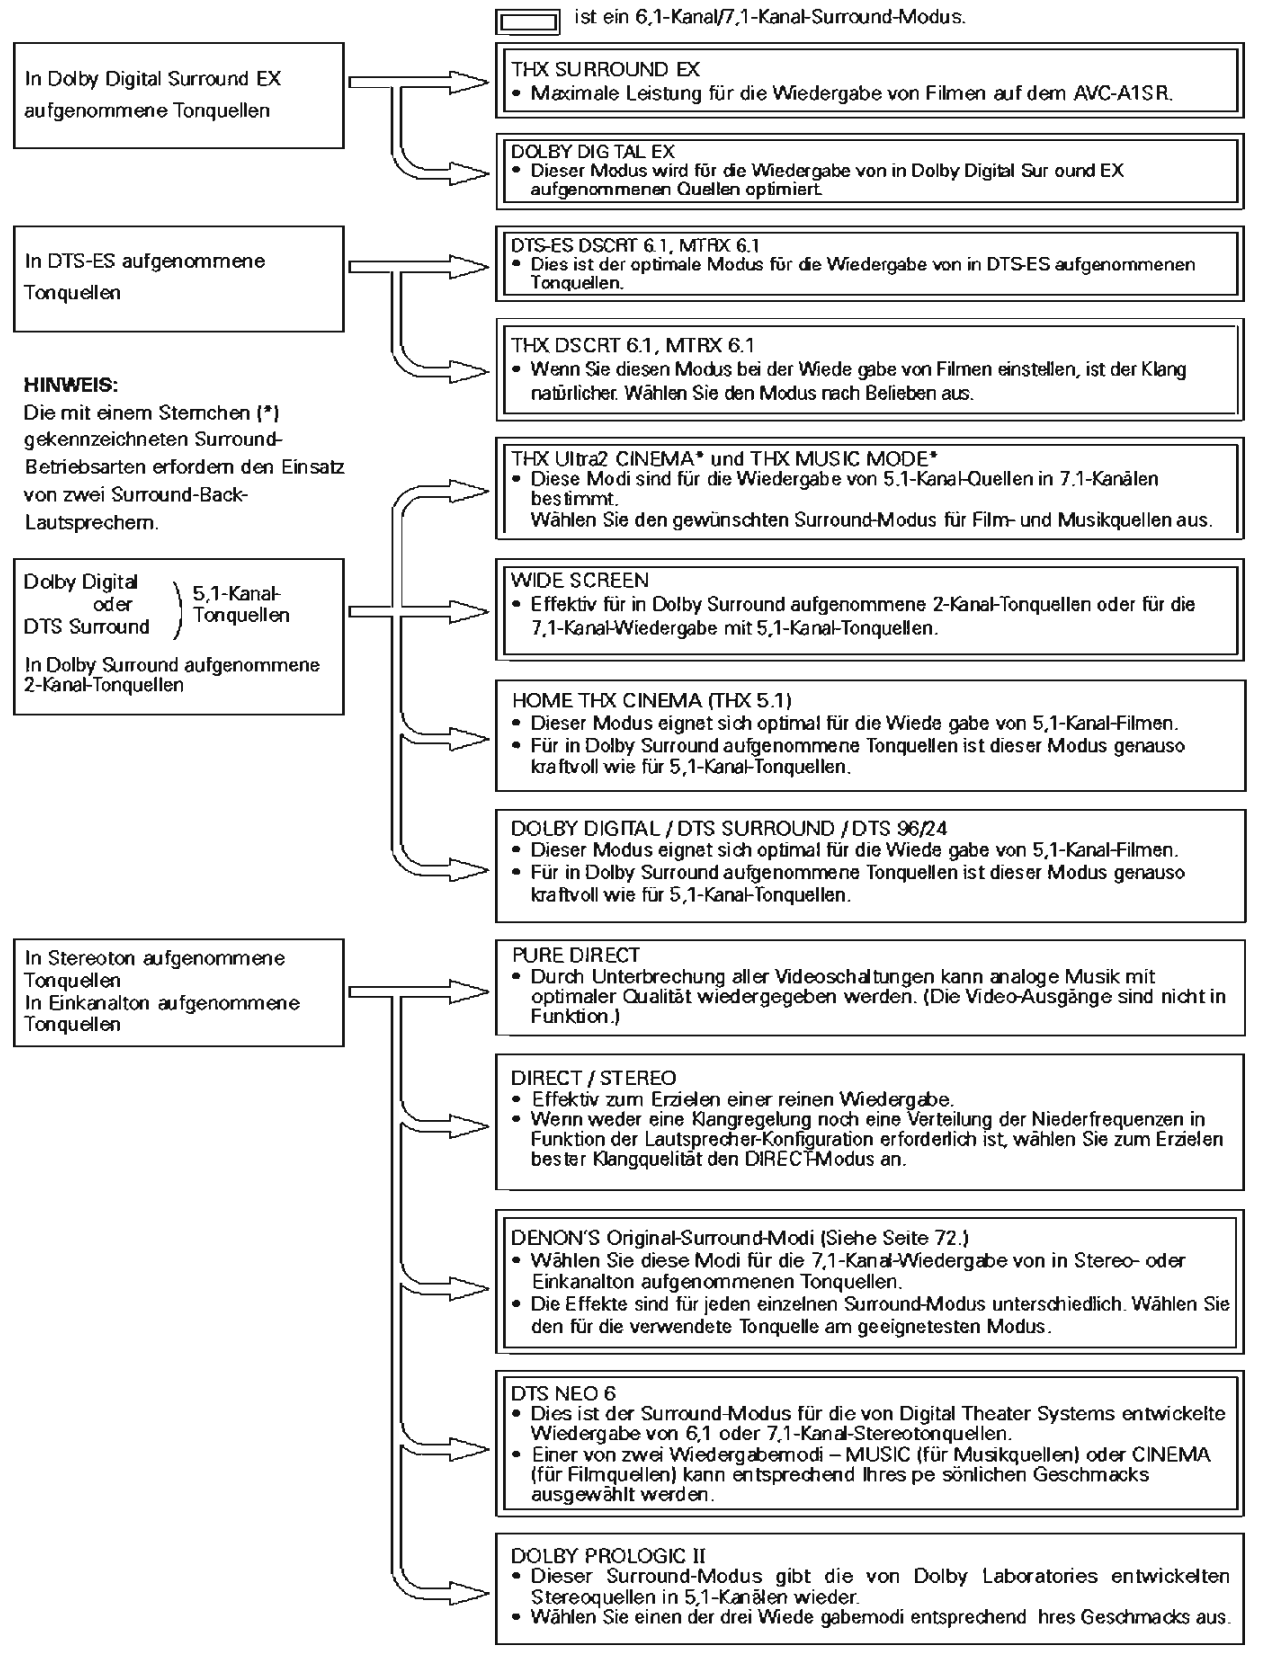 ist ein 6,1-Kanal/7,1-Kanal-Surround-Modus.
In Dolby Digital Surround EX
aufgenommene Tonquellen
THX SURROUND EX
• Maximale Leistung für die Wiedergabe von Filmen auf dem AVC-A1SR.
DOLBY DIG TAL EX
• Dieser Modus wird für die Wiedergabe von in Dolby Digital Sur ound EX
aufgenommenen Quellen optimiert.
In DTS-ES aufgenommene
Tonquellen
DTS-ES DSCRT 6.1, MTRX 6.1
• Dies ist der optimale Modus für die Wiedergabe von in DTS-ES aufgenommenen
Tonquellen.
THX DSCRT 6.1, MTRX 6.1
• Wenn Sie diesen Modus bei der Wiede gabe von Filmen einstellen, ist der Klang
natürlicher. Wählen Sie den Modus nach Belieben aus.
HINWEIS:
Die mit einem Sternchen (*)
gekennzeichneten Surround-
Betriebsarten erfordern den Einsatz
von zwei Surround-Back-
Lautsprechern.
THX Ultra2 CINEMA* und THX MUSIC MODE*
• Diese Modi sind für die Wiedergabe von 5.1-Kanal-Quellen in 7.1-Kanälen
bestimmt.
Wählen Sie den gewünschten Surround-Modus für Film- und Musikquellen aus.
Dolby Digital
oder
DTS Surround
5,1-Kanal-
Tonquellen
In Dolby Surround aufgenommene
2-Kanal-Tonquellen
WIDE SCREEN
• Effektiv für in Dolby Surround aufgenommene 2-Kanal-Tonquellen oder für die
7,1-Kanal-Wiedergabe mit 5,1-Kanal-Tonquellen.
HOME THX CINEMA (THX 5.1)
• Dieser Modus eignet sich optimal für die Wiede gabe von 5,1-Kanal-Filmen.
• Für in Dolby Surround aufgenommene Tonquellen ist dieser Modus genauso
kraftvoll wie für 5,1-Kanal-Tonquellen.
DOLBY DIGITAL / DTS SURROUND / DTS 96/24
• Dieser Modus eignet sich optimal für die Wiede gabe von 5,1-Kanal-Filmen.
• Für in Dolby Surround aufgenommene Tonquellen ist dieser Modus genauso
kraftvoll wie für 5,1-Kanal-Tonquellen.
In Stereoton aufgenommene
Tonquellen
In Einkanalton aufgenommene
Tonquellen
PURE DIRECT
• Durch Unterbrechung aller Videoschaltungen kann analoge Musik mit
optimaler Qualität wiedergegeben werden. (Die Video-Ausgänge sind nicht in
Funktion.)
DIRECT / STEREO
• Effektiv zum Erzielen einer reinen Wiedergabe.
• Wenn weder eine Klangregelung noch eine Verteilung der Niederfrequenzen in
Funktion der Lautsprecher-Konfiguration erforderlich ist, wählen Sie zum Erzielen
bester Klangquelität den DIRECT-Modus an.
DENON'S Original-Surround-Modi (Siehe Seite 72.)
• Wählen Sie diese Modi für die 7,1-Kanal-Wiedergabe von in Stereo- oder
Einkanalton aufgenommenen Tonquellen.
• Die Effekte sind für jeden einzelnen Surround-Modus unterschiedlich. Wählen Sie
den für die verwendete Tonquelle am geeignetesten Modus.
DTS NEO 6
• Dies ist der Surround-Modus für die von Digital Theater Systems entwickelte
Wiedergabe von 6,1 oder 7,1-Kanal-Stereotonquellen.
• Einer von zwei Wiedergabemodi – MUSIC (für Musikquellen) oder CINEMA
(für Filmquellen) kann entsprechend Ihres pe sönlichen Geschmacks
ausgewählt werden.
DOLBY PROLOGIC II
• Dieser Surround-Modus gibt die von Dolby Laboratories entwickelten
Stereoquellen in 5,1-Kanälen wieder.
• Wählen Sie einen der drei Wiede gabemodi entsprechend hres Geschmacks aus.